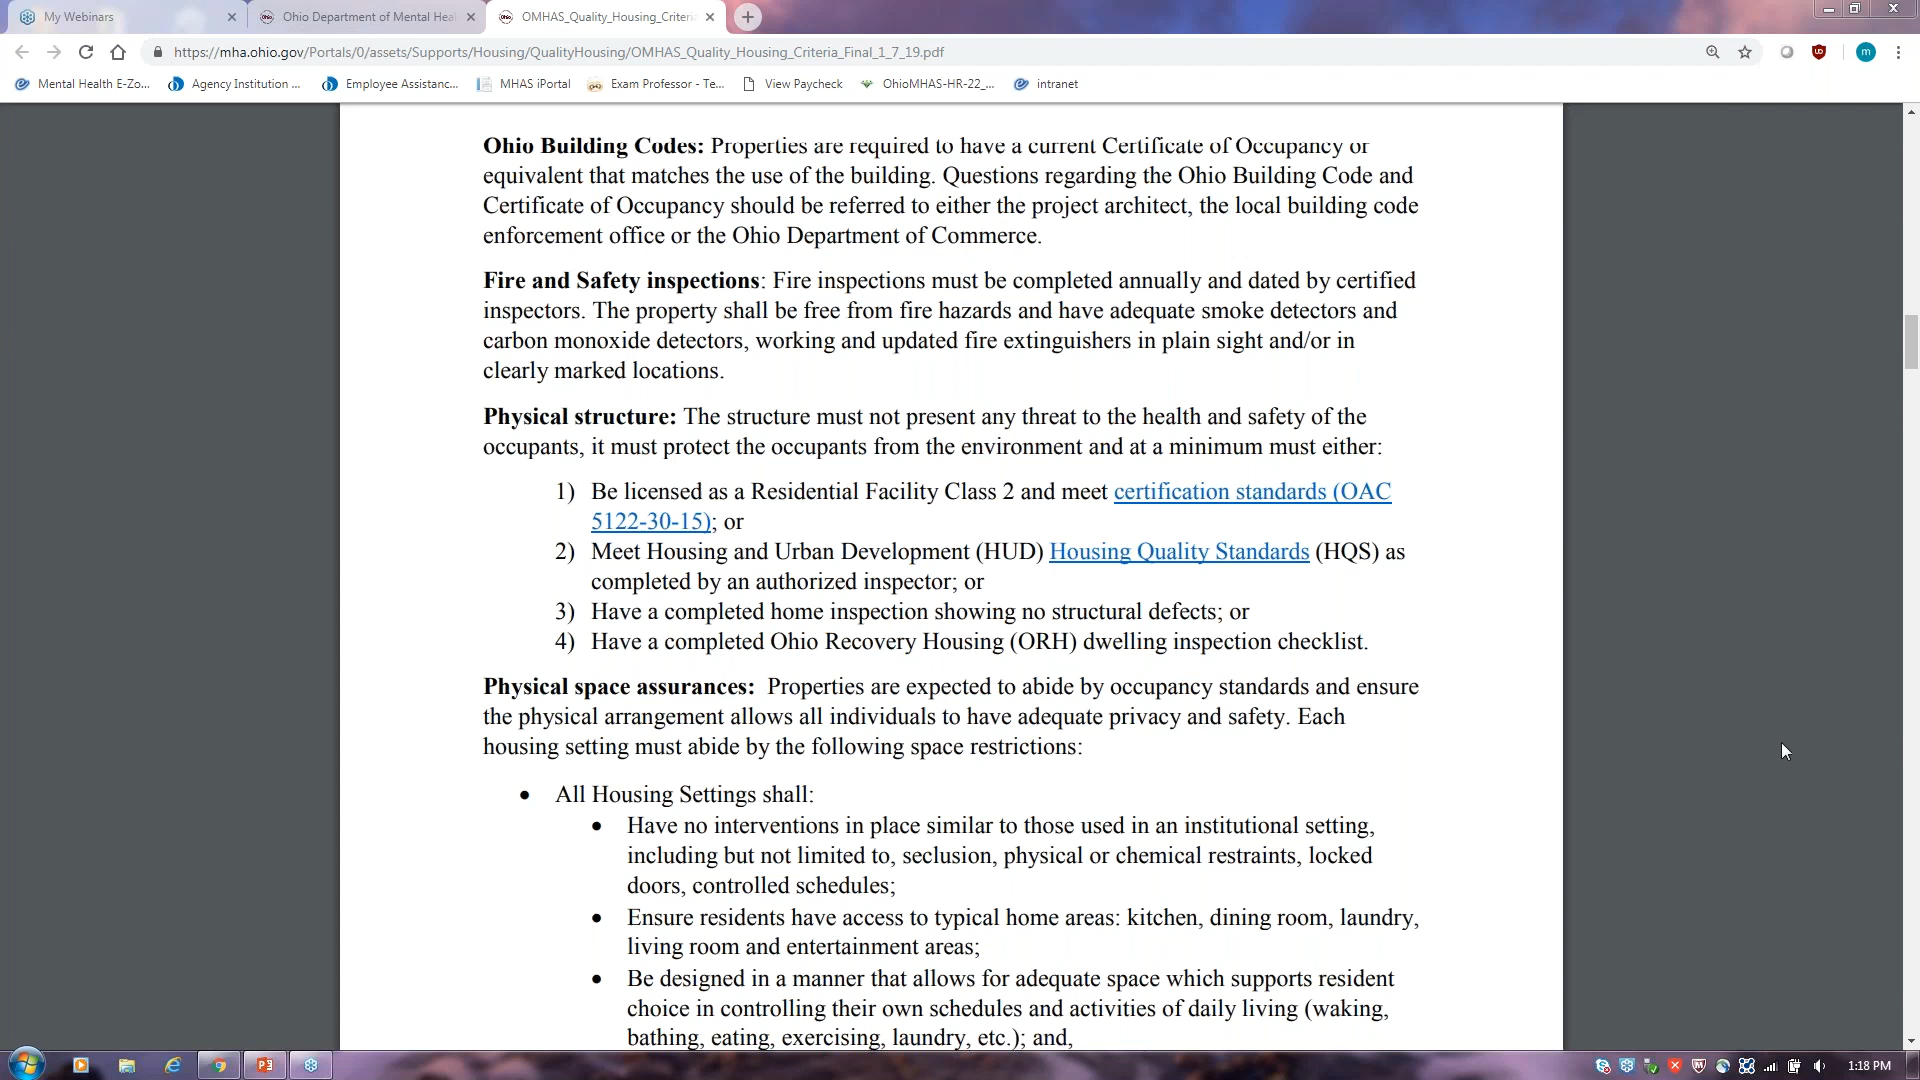 My Webinars
Ohio Department of Mental Heal
OMHAS_Quality_Housing_Criteria
https://mha.ohio.gov/Portals/0/assets/Supports/Housing/QualityHousing/OMHAS_Quality_Housing_Criteria_Final_1_7_19.pdf
m
Mental Health E-Zo...
Agency Institution ...
Employee Assistanc...
MHAS iPortal
Exam Professor - Te...
View Paycheck
OhioMHAS-HR-22_...
intranet
Ohio Building Codes: Properties are required to have a current Certificate of Occupancy or
equivalent that matches the use of the building. Questions regarding the Ohio Building Code and
Certificate of Occupancy should be referred to either the project architect, the local building code
enforcement office or the Ohio Department of Commerce.
Fire and Safety inspections: Fire inspections must be completed annually and dated by certified
inspectors. The property shall be free from fire hazards and have adequate smoke detectors and
carbon monoxide detectors, working and updated fire extinguishers in plain sight and/or in
clearly marked locations.
Physical structure: The structure must not present any threat to the health and safety of the
occupants, it must protect the occupants from the environment and at a minimum must either:
1) Be licensed as a Residential Facility Class 2 and meet certification standards (OAC
5122-30-15); or
2) Meet Housing and Urban Development (HUD) Housing Quality Standards (HQS) as
completed by an authorized inspector; or
3) Have a completed home inspection showing no structural defects; or
4) Have a completed Ohio Recovery Housing (ORH) dwelling inspection checklist.
Physical space assurances: Properties are expected to abide by occupancy standards and ensure
the physical arrangement allows all individuals to have adequate privacy and safety. Each
housing setting must abide by the following space restrictions:
• All Housing Settings shall:
• Have no interventions in place similar to those used in an institutional setting,
including but not limited to, seclusion, physical or chemical restraints, locked
doors, controlled schedules;
• Ensure residents have access to typical home areas: kitchen, dining room, laundry,
living room and entertainment areas;
• Be designed in a manner that allows for adequate space which supports resident
choice in controlling their own schedules and activities of daily living (waking,
bathing, eating, exercising, laundry, etc.); and,
1:18 PM